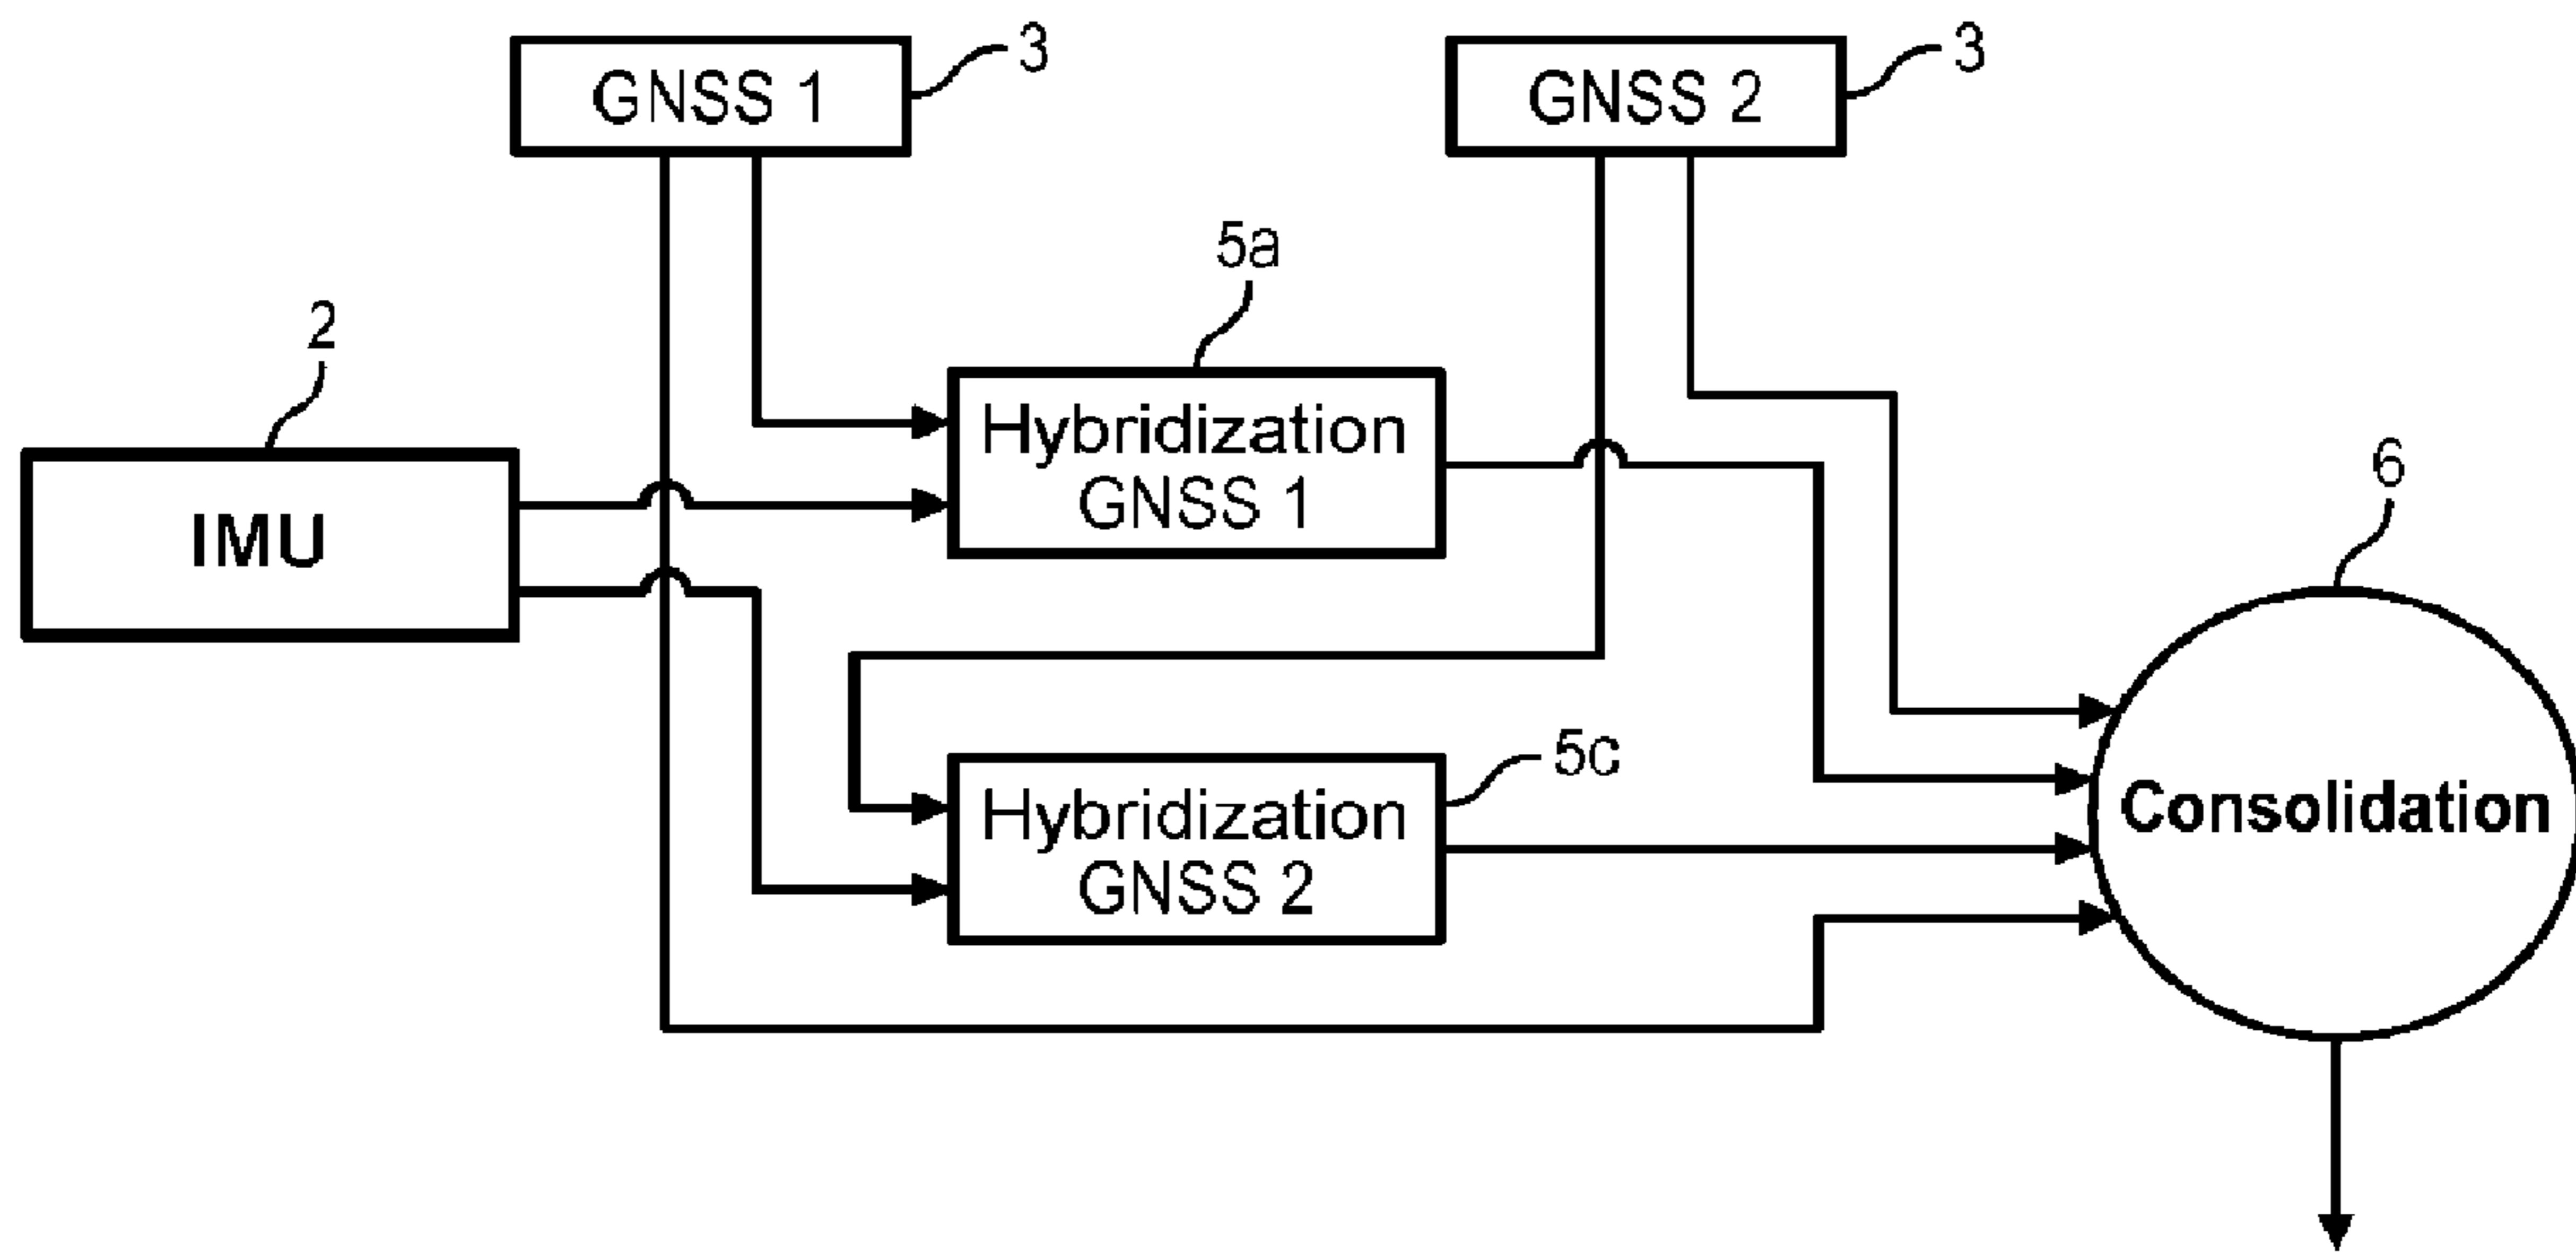 GNSS 1
3
GNSS 2
3
5a
2
Hybridization
GNSS 1
IMU
6
5c
Hybridization
GNSS 2
Consolidation